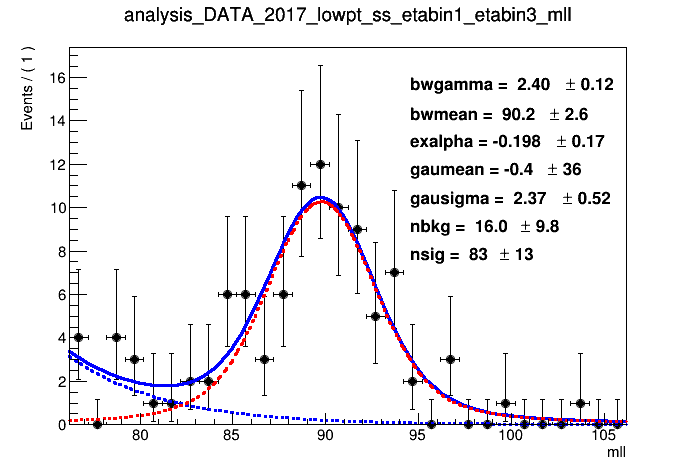 analysis_DATA_2017_lowpt_ss_etabin1_etabin3_mll
Events / ( 1 )
16
14
12
10
8
6
4
2
0
bwgamma = 2.40 ± 0.12
bwmean = 90.2 ± 2.6
exalpha = -0.198 ± 0.17
gaumean = -0.4 ± 36
gausigma = 2.37 ± 0.52
nbkg = 16.0 ± 9.8
nsig = 83 ± 13
80 85 90 95 100 105
mll